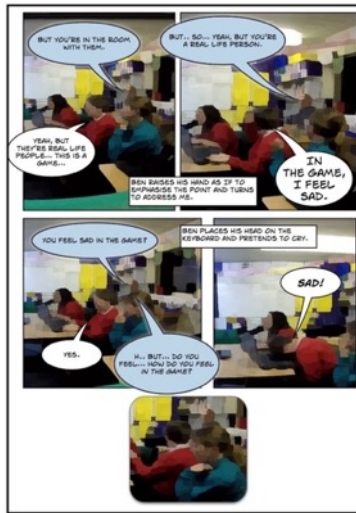 BUT YOU'RE IN THE ROOM
WITH THEM.
YEAH, BUT
THEY'RE REAL LIFE
PEOPLE... THIS IS A
GAME...
BUT.. SO... YEAH, BUT YOU'RE
A REAL LIFE PERSON.
BEN RAISES HIS HAND AS IF TO
EMPHASISE THE POINT AND TURNS
TO ADDRESS ME.
IN
THE GAME,
I FEEL
SAD.
YOU FEEL SAD IN THE GAME?
YES.
H... BUT... DO YOU
FEEL... HOW DO YOU FEEL
IN THE GAME?
BEN PLACES HIS HEAD ON THE
KEYBOARD AND PRETENDS TO CRY.
SAD!